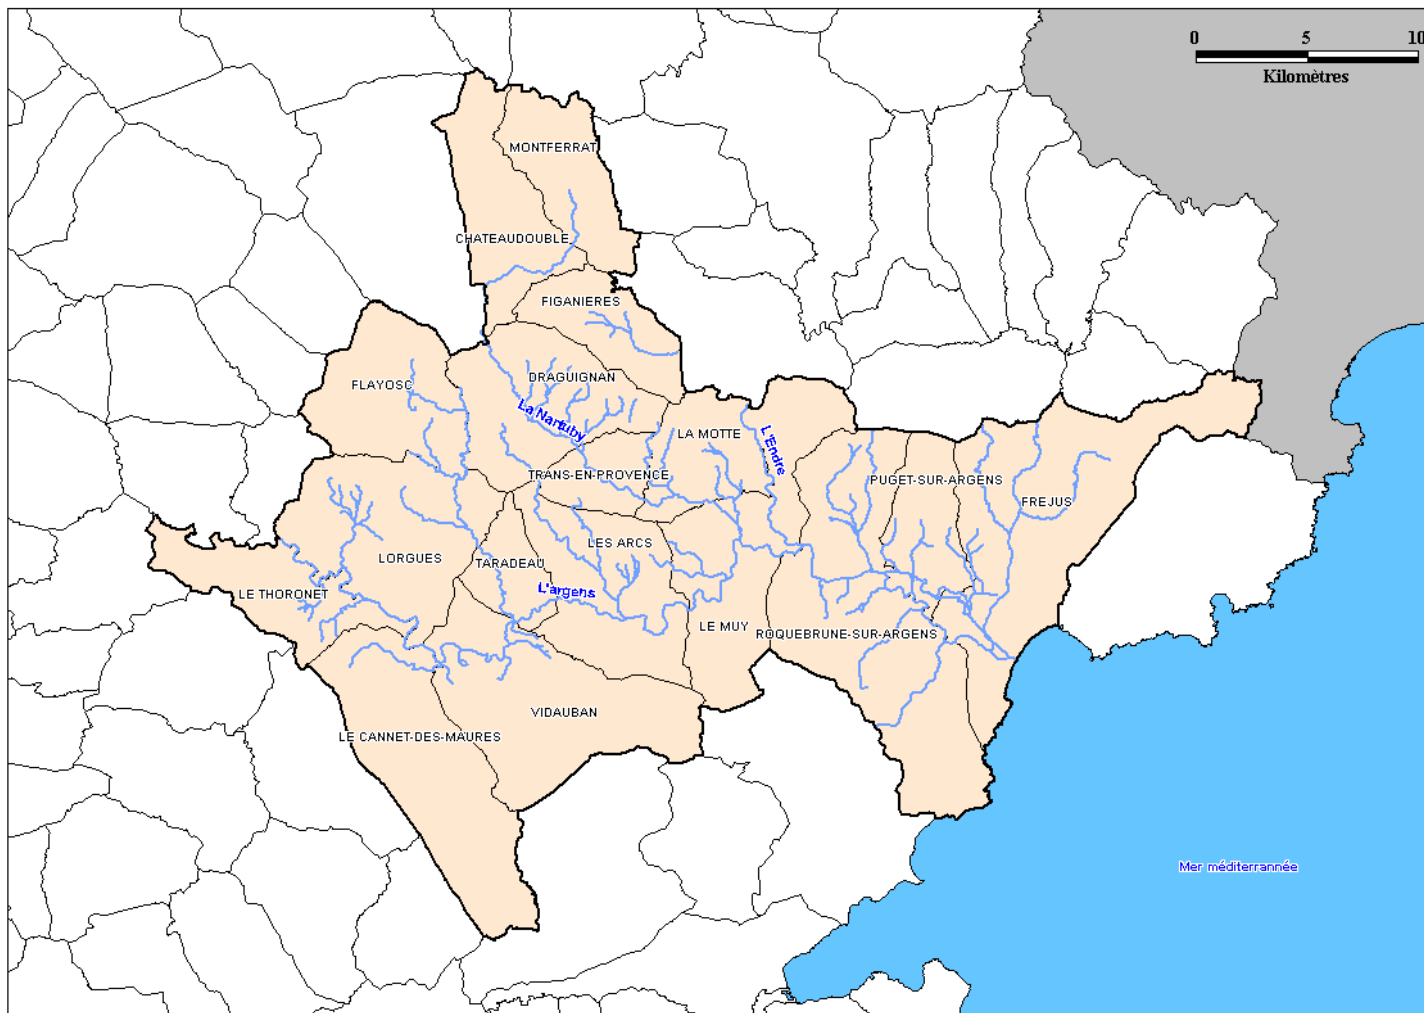 0 5 10
Kilomètres
MONTFERRAT
CHATEAUDOUBLE
FIGANIERES
FLAYOSC
DRAGUIGNAN
La Nartuby
LA MOTTE
L'Endre
TRANS-EN-PROVENCE
PUGET-SUR-ARGENS
FREJUS
LES ARCS
LORGUES
TARADEAU
L'argens
LE THORONET
LE MUY
ROQUEBRUNE-SUR-ARGENS
VIDAUBAN
LE CANNET-DES-MAURES
Mer méditerrannée